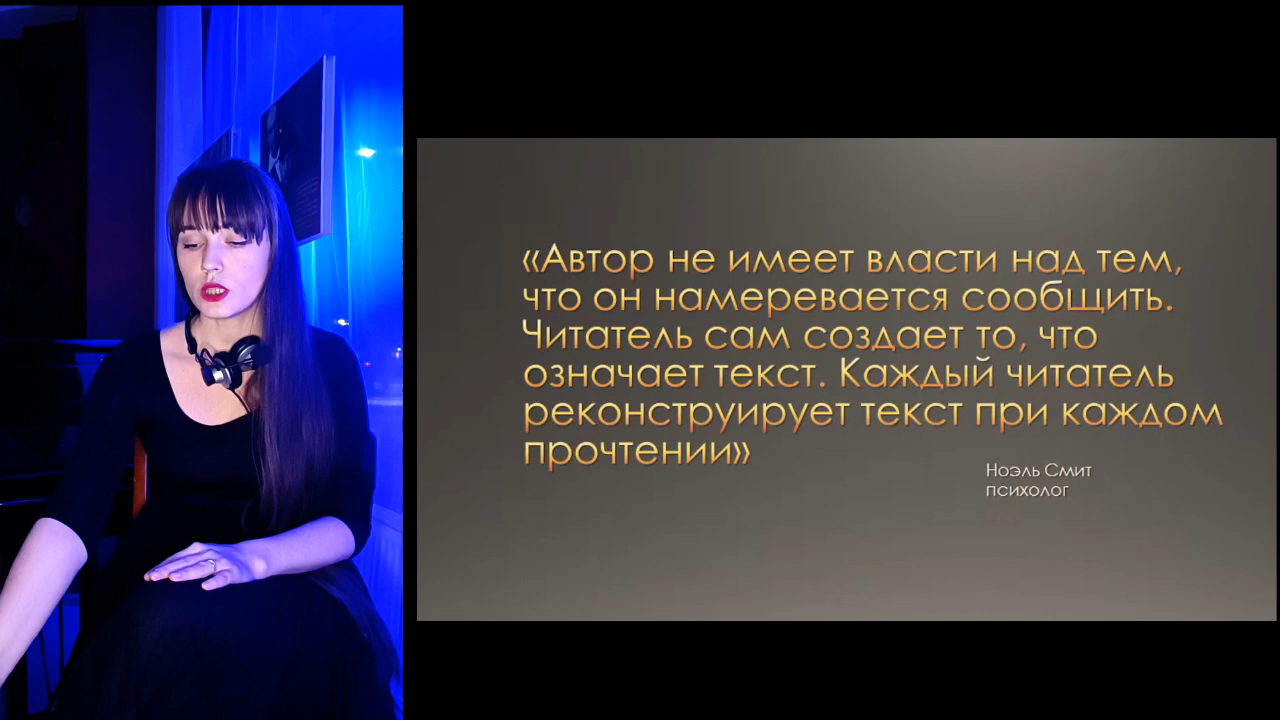 «Автор не имеет власти над тем,
что он намеревается сообщить.
Читатель сам создает то, что
означает текст. Каждый читатель
реконструирует текст при каждом
прочтении»
Ноэль Смит
психолог